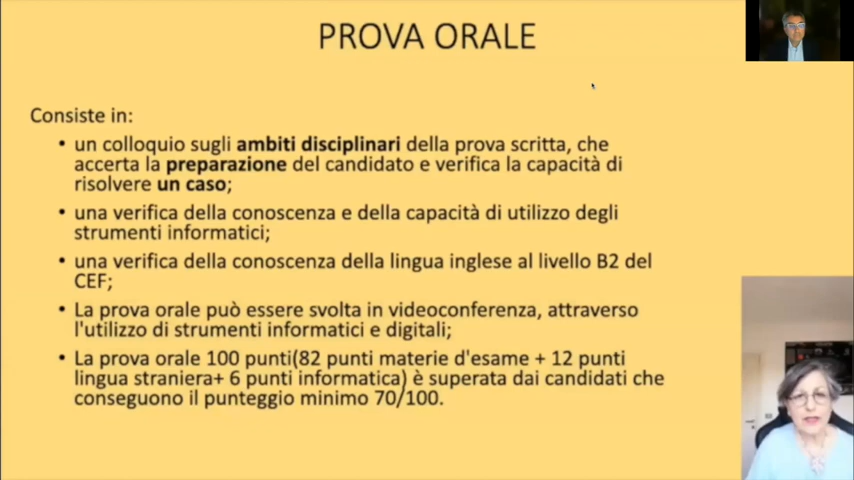 PROVA ORALE
Consiste in:
• un colloquio sugli ambiti disciplinari della prova scritta, che
accerta la preparazione del candidato e verifica la capacità di
risolvere un caso;
• una verifica della conoscenza e della capacità di utilizzo degli
strumenti informatici;
• una verifica della conoscenza della lingua inglese al livello B2 del
CEF;
• La prova orale può essere svolta in videoconferenza, attraverso
l'utilizzo di strumenti informatici e digitali;
• La prova orale 100 punti(82 punti materie d'esame + 12 punti
lingua straniera+ 6 punti informatica) è superata dai candidati che
conseguono il punteggio minimo 70/100.